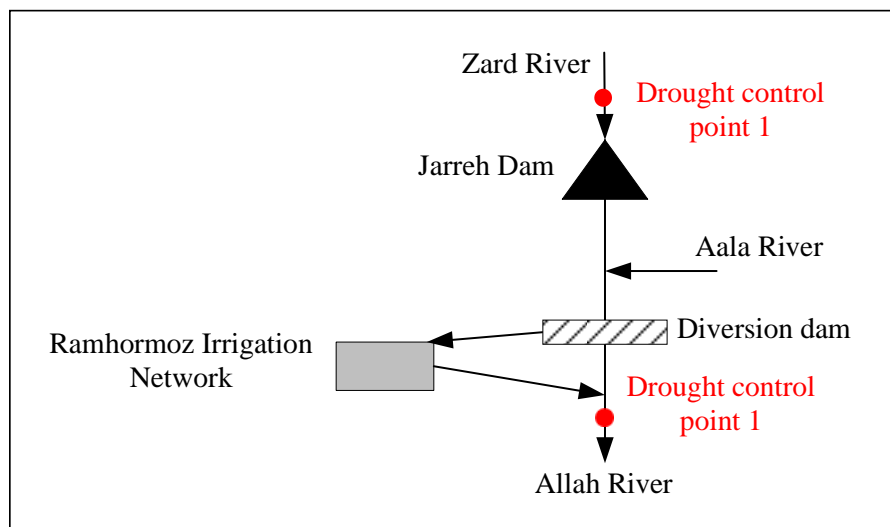 Zard River
Drought control
point 1
Jarreh Dam
Aala River
Diversion dam
Ramhormoz Irrigation
Network
Drought control
point 1
Allah River